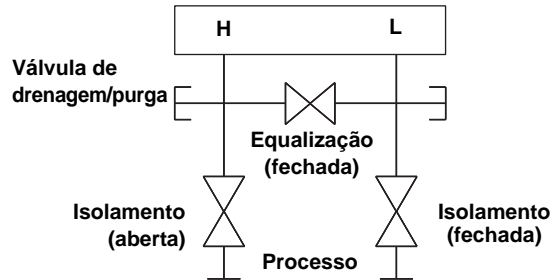 H
L
Válvula de
drenagem/purga
Equalização
(fechada)
Isolamento
(aberta)
Isolamento
(fechada)
Processo